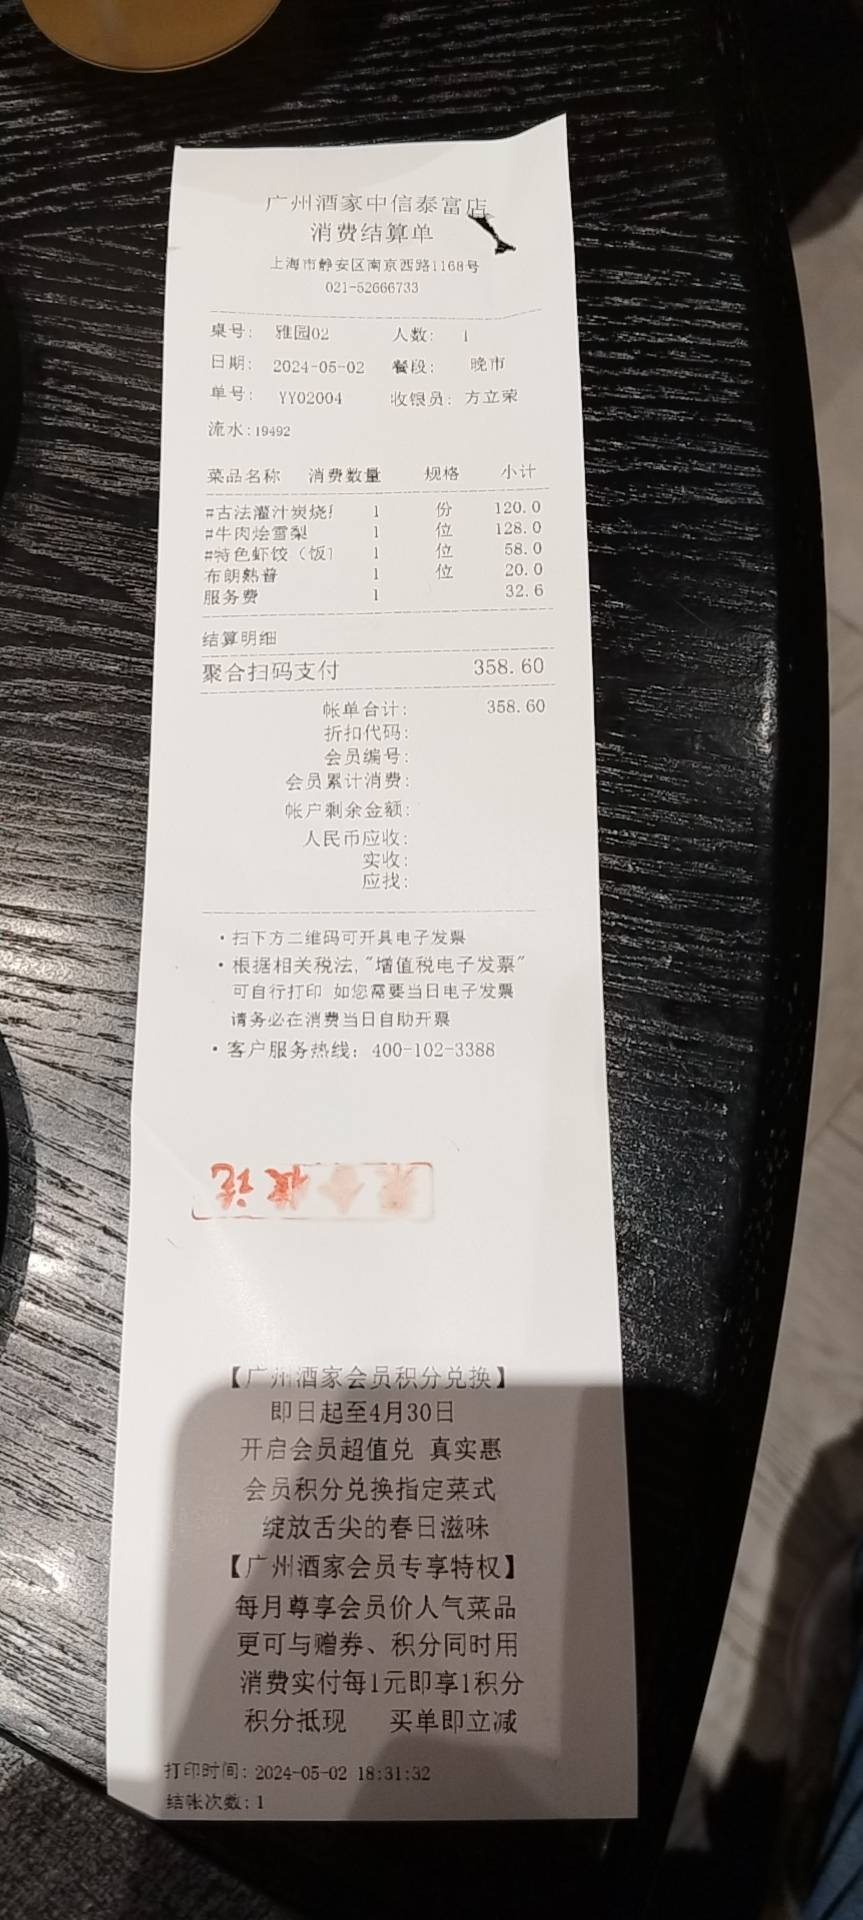 广州酒家中信泰富店
消费结算单
上海市静安区南京西路1168号
021-52666733
桌号: 雅园02 人数: 1
日期: 2024-05-02 餐段: 晚市
单号: YY02004 收银员: 方立荣
流水:19492
菜品名称 消费数量 规格 小计
#古法灌汁炭烧 1 份 120.0
#牛肉烩雪梨 1 位 128.0
#特色虾饺（饭 1 位 58.0
布朗熟普 1 位 20.0
服务费 1 32.6
结算明细
聚合扫码支付 358.60
帐单合计: 358.60
折扣代码:
会员编号:
会员累计消费:
帐户剩余金额:
人民币应收:
实收:
应找:
·扫下方二维码可开具电子发票
·根据相关税法,"增值税电子发票"
可自行打印 如您需要当日电子发票
请务必在消费当日自助开票
·客户服务热线: 400-102-3388
【广州酒家会员积分兑换】
即日起至4月30日
开启会员超值兑 真实惠
会员积分兑换指定菜式
绽放舌尖的春日滋味
【广州酒家会员专享特权】
每月尊享会员价人气菜品
更可与赠券、积分同时用
消费实付每1元即享1积分
积分抵现 买单即立减
打印时间: 2024-05-02 18:31:32
结帐次数: 1